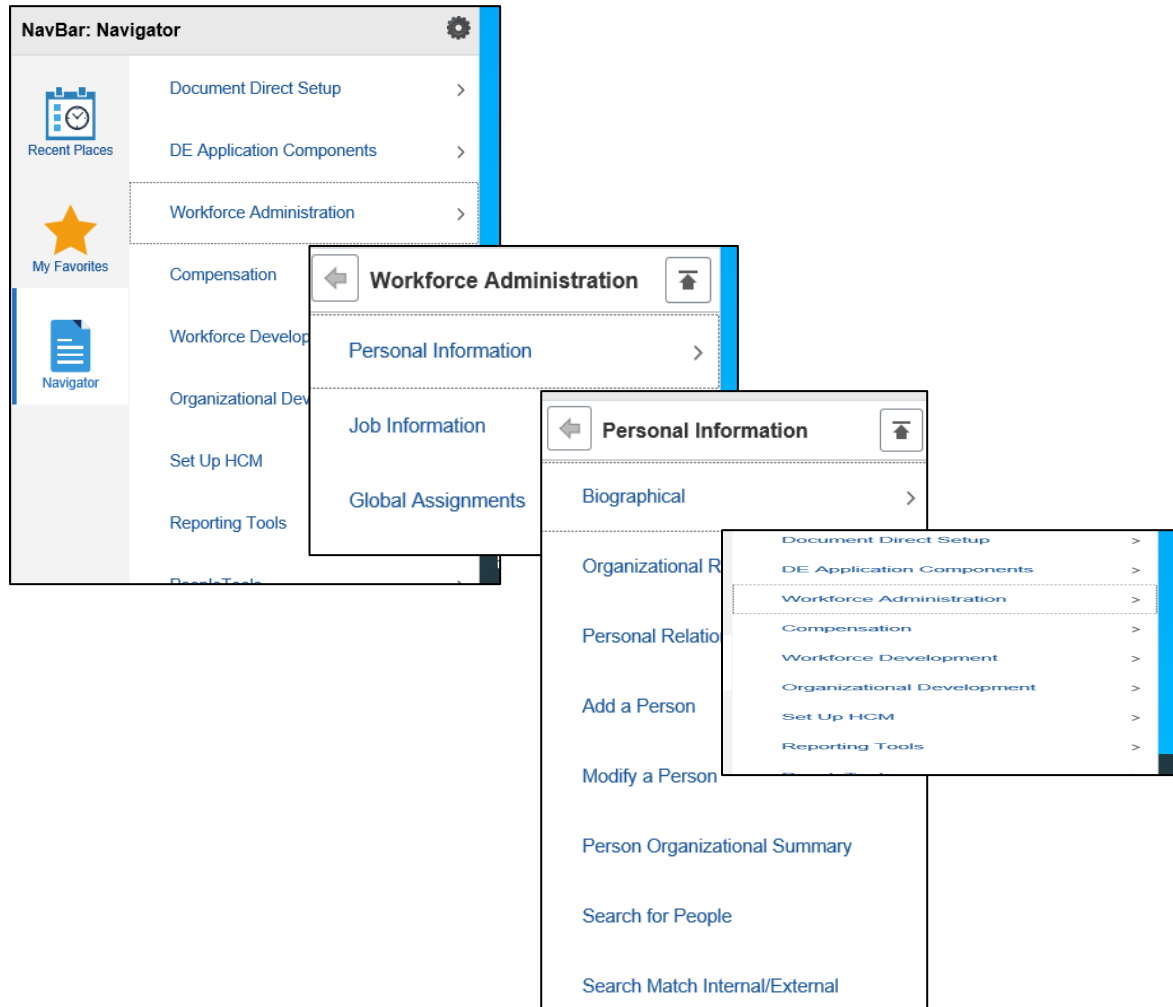 NavBar: Navigator
Recent Places
My Favorites
Navigator
Document Direct Setup
DE Application Components
Workforce Administration
Compensation
Workforce Develop
Organizational Dev
Set Up HCM
Reporting Tools
PeopleTools
Workforce Administration
Personal Information
Job Information
Global Assignments
Personal Information
Biographical
Organizational R
Personal Relation
Add a Person
Modify a Person
Person Organizational Summary
Search for People
Search Match Internal/External
Document Direct Setup
DE Application Components
Workforce Administration
Compensation
Workforce Development
Organizational Development
Set Up HCM
Reporting Tools